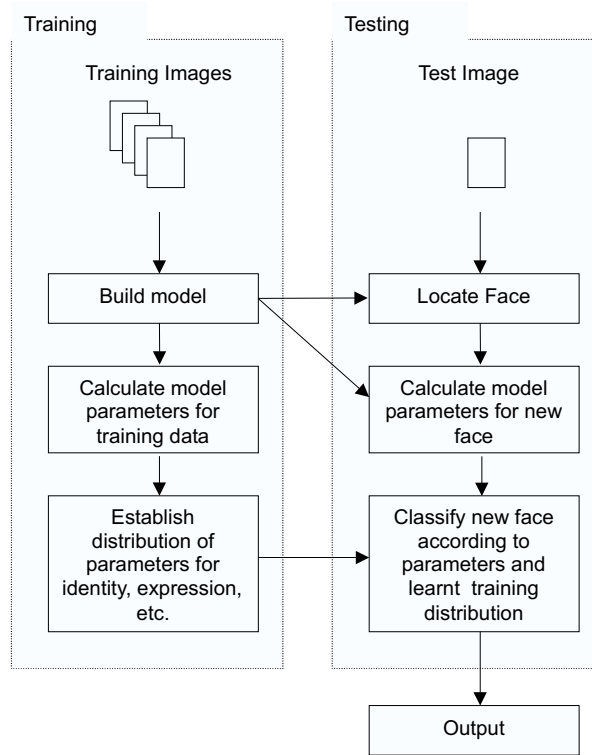 Training
Training Images
Build model
Calculate model
parameters for
training data
Establish
distribution of
parameters for
identity, expression,
etc.
Testing
Test Image
Locate Face
Calculate model
parameters for new
face
Classify new face
according to
parameters and
learnt training
distribution
Output